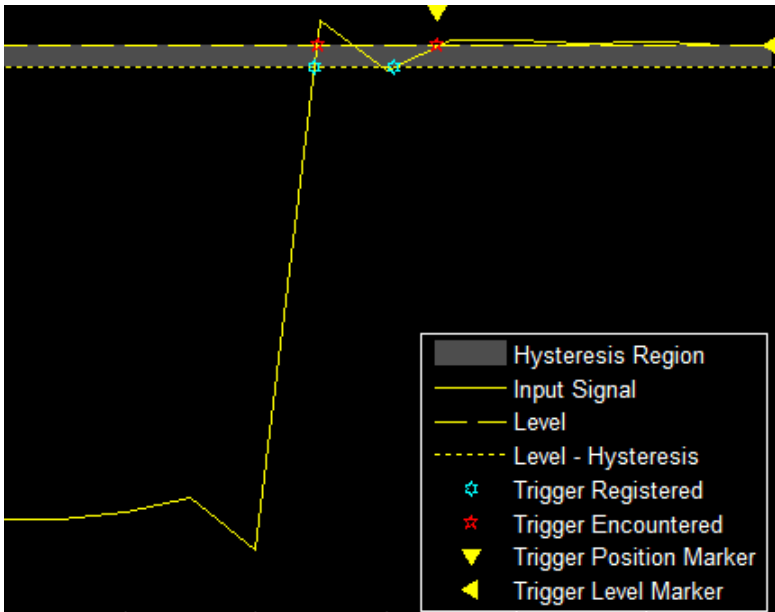 Hysteresis Region
Input Signal
Level
Level - Hysteresis
Trigger Registered
Trigger Encountered
Trigger Position Marker
Trigger Level Marker